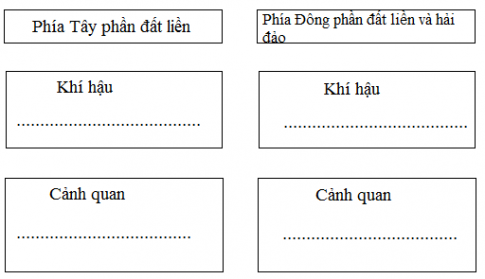 Phía Tây phần đất liền
Phía Đông phần đất liền và hải
đảo
Khí hậu
.......................................
Khí hậu
.......................................
Cảnh quan
.....................................
Cảnh quan
.....................................